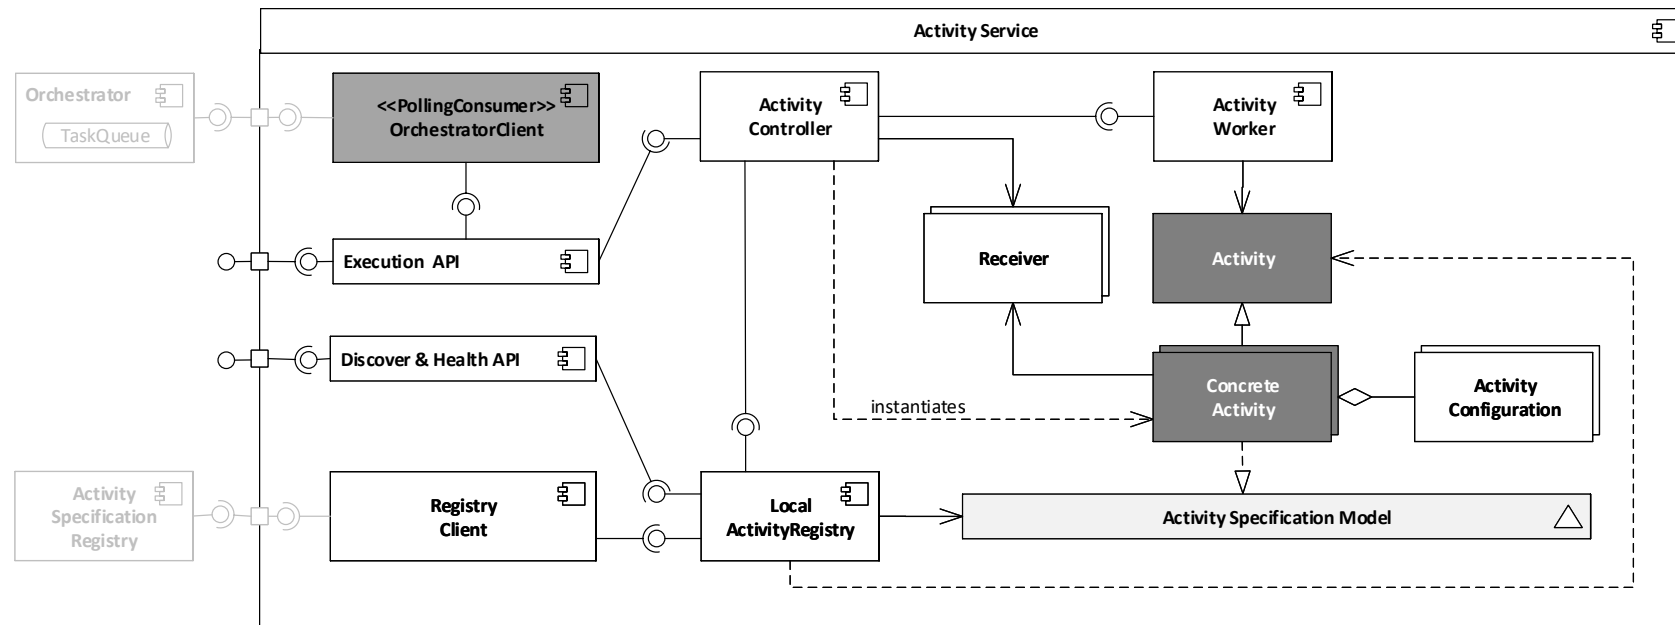 Activity Service
Orchestrator
TaskQueue
<<PollingConsumer>>
OrchestratorClient
Activity
Controller
Activity
Worker
Execution API
Receiver
Activity
Discover & Health API
instantiates
Concrete
Activity
Activity
Configuration
Activity
Specification
Registry
Registry
Client
Local
ActivityRegistry
Activity Specification Model